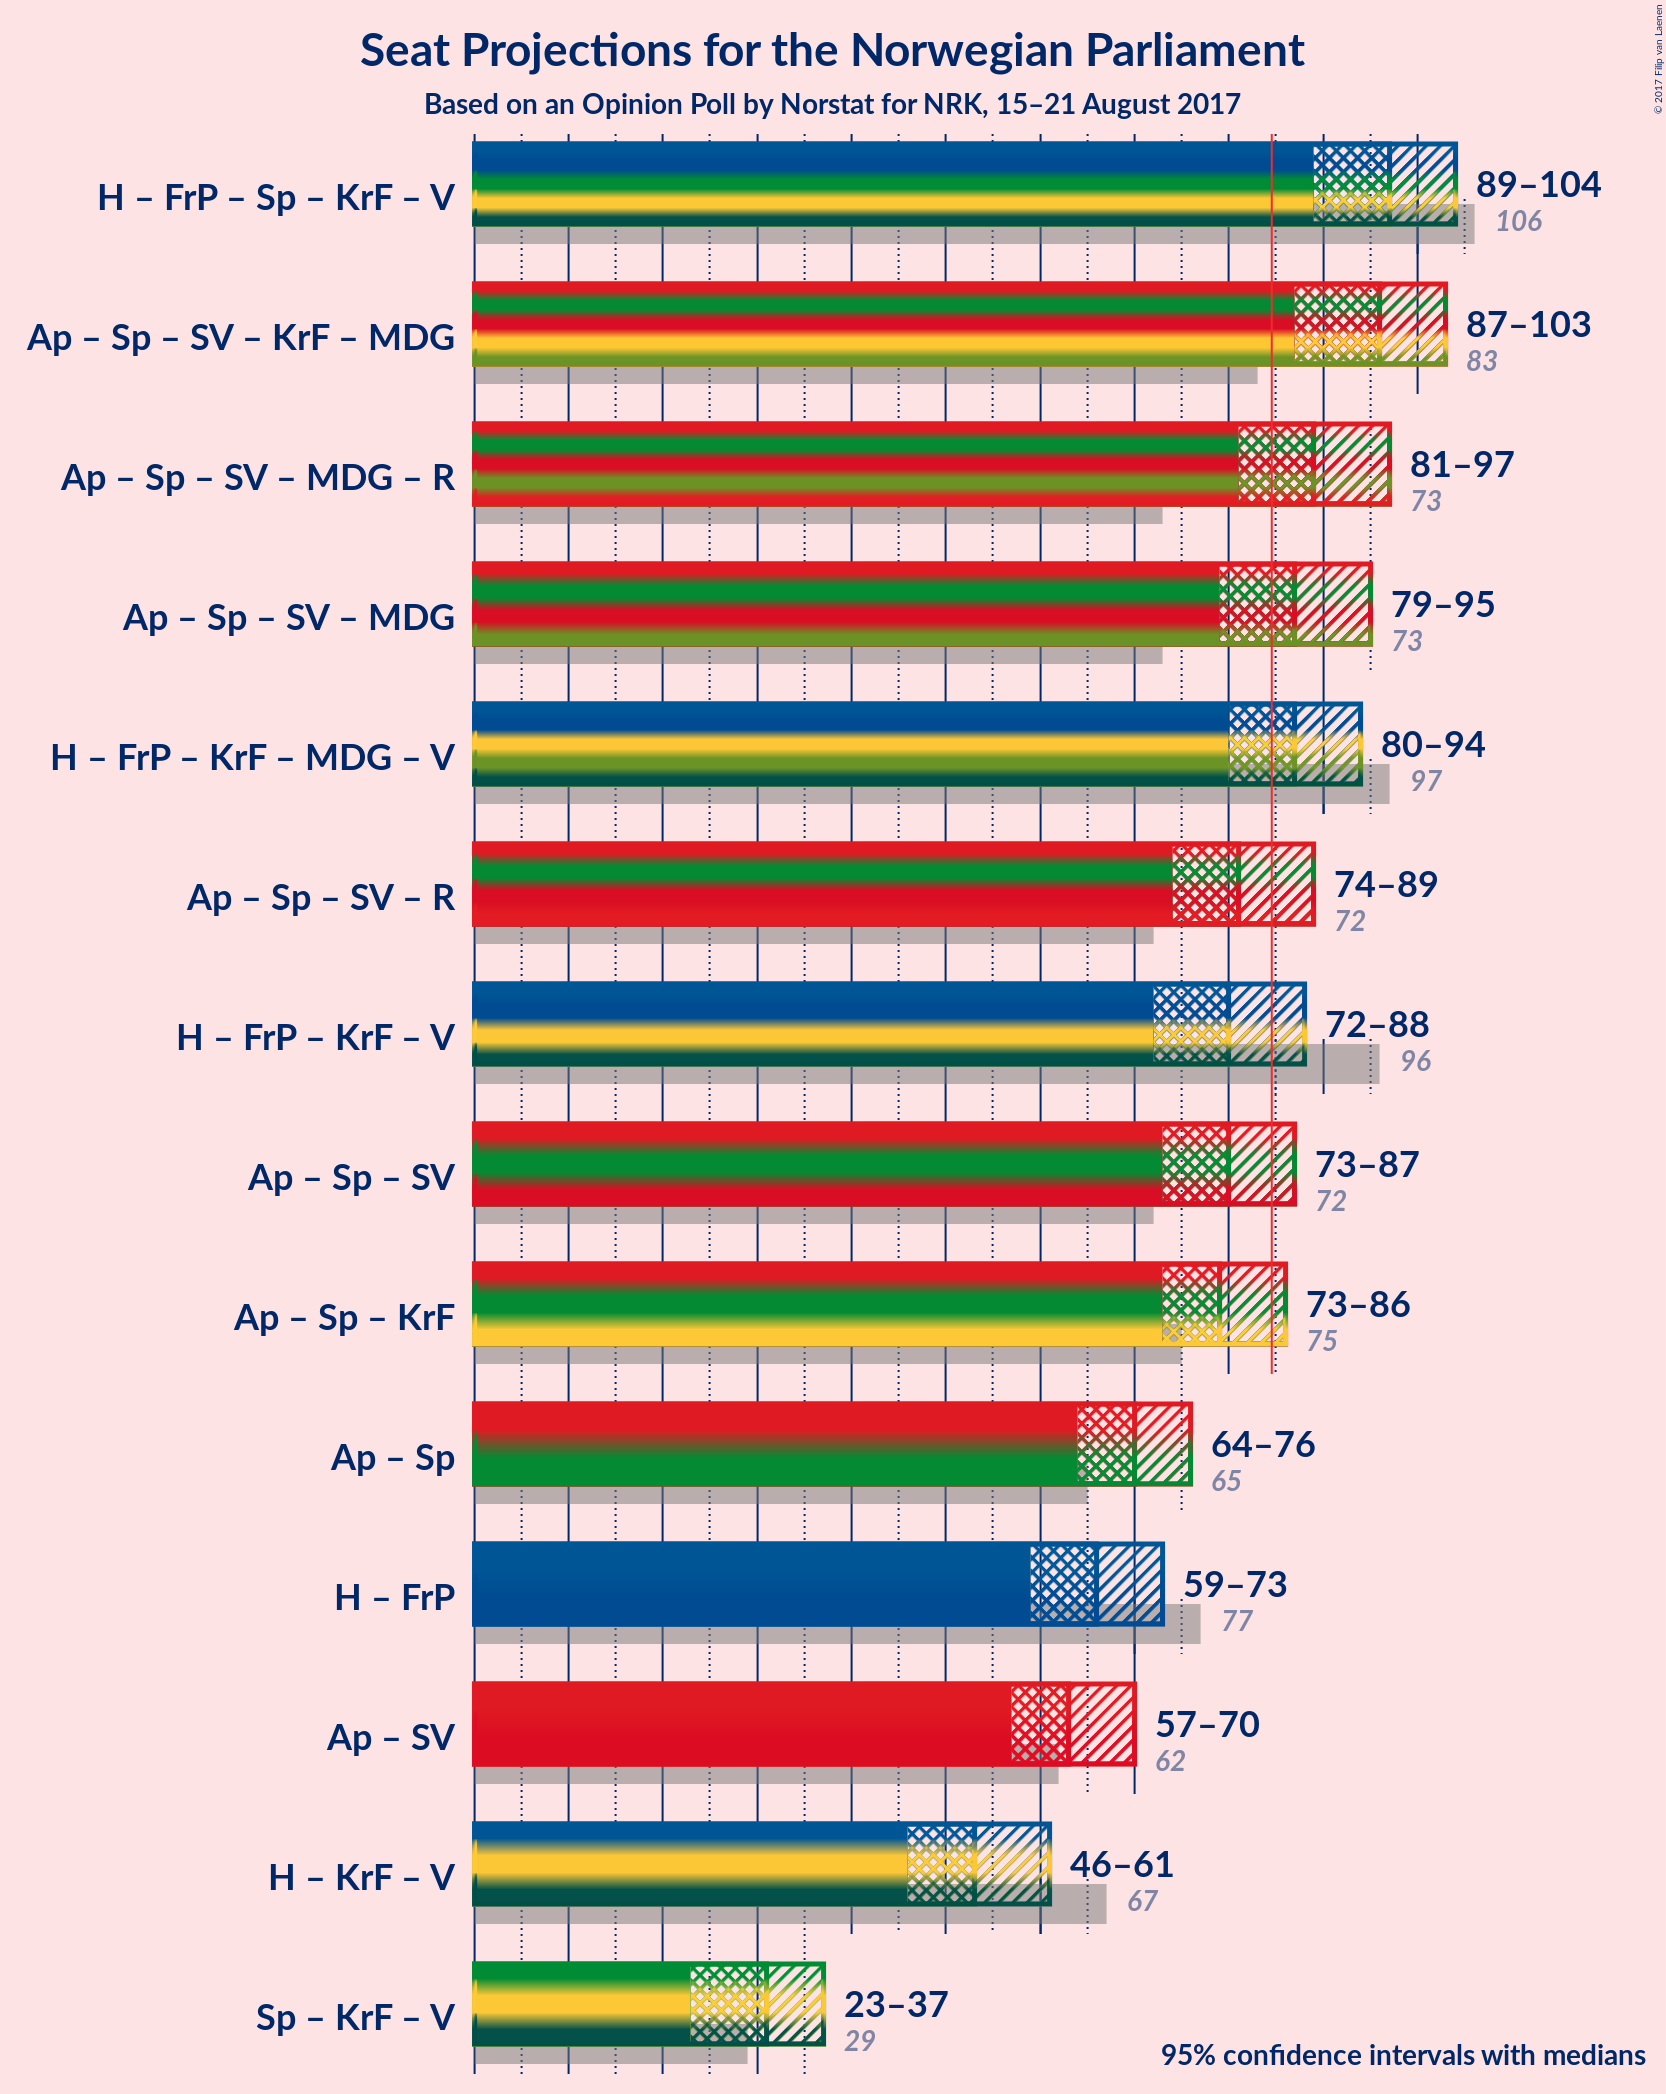 Seat Projections for the Norwegian Parliament
Based on an Opinion Poll by Norstat for NRK, 15–21 August 2017
© 2017 Filip van Laenen
H – FrP – Sp – KrF – V
89–104
106
Ap – Sp – SV – KrF – MDG
87–103
83
Ap – Sp – SV – MDG – R
81–97
73
Ap – Sp – SV – MDG
79–95
73
H – FrP – KrF – MDG – V
80–94
97
Ap – Sp – SV – R
74–89
72
H – FrP – KrF – V
72–88
96
Ap – Sp – SV
73–87
72
Ap – Sp – KrF
73–86
75
Ap – Sp
64–76
65
H – FrP
59–73
77
Ap – SV
57–70
62
H – KrF – V
46–61
67
Sp – KrF – V
23–37
29
95% confidence intervals with medians